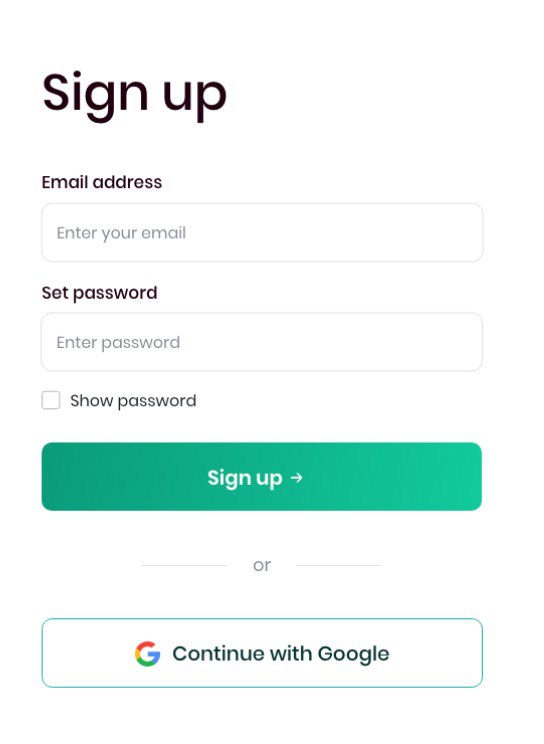 Sign up
Email address
Enter your email
Set password
Enter password
Show password
Sign up →
or
Continue with Google